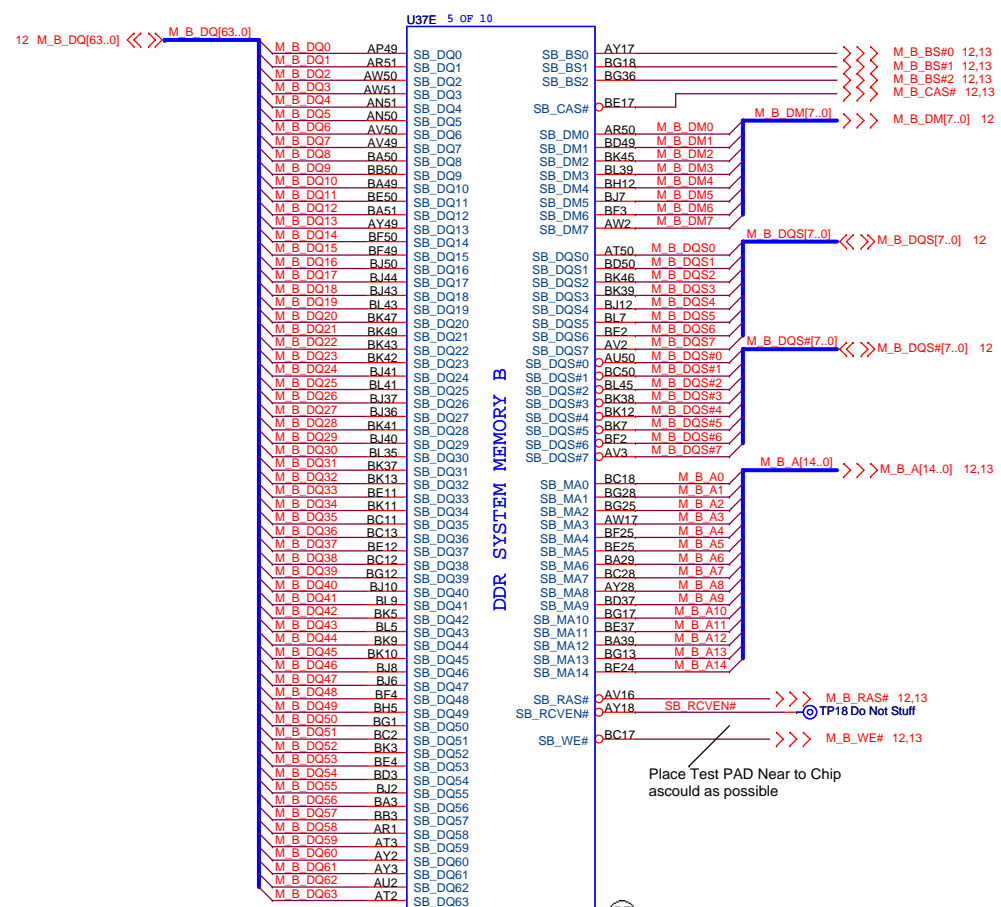 U37E 5 OF 10
12 M_B_DQ[63..0] M_B_DQ[63..0]
M_B_DQ0 AP49 SB_DQ0
M_B_DQ1 AR51 SB_DQ1
M_B_DQ2 AW50 SB_DQ2
M_B_DQ3 AW51 SB_DQ3
M_B_DQ4 AN51 SB_DQ4
M_B_DQ5 AN50 SB_DQ5
M_B_DQ6 AV50 SB_DQ6
M_B_DQ7 AV49 SB_DQ7
M_B_DQ8 BA50 SB_DQ8
M_B_DQ9 BB50 SB_DQ9
M_B_DQ10 BA49 SB_DQ10
M_B_DQ11 BE50 SB_DQ11
M_B_DQ12 BA51 SB_DQ12
M_B_DQ13 AY49 SB_DQ13
M_B_DQ14 BF50 SB_DQ14
M_B_DQ15 BF49 SB_DQ15
M_B_DQ16 BJ50 SB_DQ16
M_B_DQ17 BJ44 SB_DQ17
M_B_DQ18 BJ43 SB_DQ18
M_B_DQ19 BL43 SB_DQ19
M_B_DQ20 BK47 SB_DQ20
M_B_DQ21 BK49 SB_DQ21
M_B_DQ22 BK43 SB_DQ22
M_B_DQ23 BK42 SB_DQ23
M_B_DQ24 BJ41 SB_DQ24
M_B_DQ25 BL41 SB_DQ25
M_B_DQ26 BJ37 SB_DQ26
M_B_DQ27 BJ36 SB_DQ27
M_B_DQ28 BK41 SB_DQ28
M_B_DQ29 BJ40 SB_DQ29
M_B_DQ30 BL35 SB_DQ30
M_B_DQ31 BK37 SB_DQ31
M_B_DQ32 BK13 SB_DQ32
M_B_DQ33 BE11 SB_DQ33
M_B_DQ34 BK11 SB_DQ34
M_B_DQ35 BC11 SB_DQ35
M_B_DQ36 BC13 SB_DQ36
M_B_DQ37 BE12 SB_DQ37
M_B_DQ38 BC12 SB_DQ38
M_B_DQ39 BG12 SB_DQ39
M_B_DQ40 BJ10 SB_DQ40
M_B_DQ41 BL9 SB_DQ41
M_B_DQ42 BK5 SB_DQ42
M_B_DQ43 BL5 SB_DQ43
M_B_DQ44 BK9 SB_DQ44
M_B_DQ45 BK10 SB_DQ45
M_B_DQ46 BJ8 SB_DQ46
M_B_DQ47 BJ6 SB_DQ47
M_B_DQ48 BF4 SB_DQ48
M_B_DQ49 BH5 SB_DQ49
M_B_DQ50 BG1 SB_DQ50
M_B_DQ51 BC2 SB_DQ51
M_B_DQ52 BK3 SB_DQ52
M_B_DQ53 BE4 SB_DQ53
M_B_DQ54 BD3 SB_DQ54
M_B_DQ55 BJ2 SB_DQ55
M_B_DQ56 BA3 SB_DQ56
M_B_DQ57 BB3 SB_DQ57
M_B_DQ58 AR1 SB_DQ58
M_B_DQ59 AT3 SB_DQ59
M_B_DQ60 AY2 SB_DQ60
M_B_DQ61 AY3 SB_DQ61
M_B_DQ62 AU2 SB_DQ62
M_B_DQ63 AT2 SB_DQ63
DDR SYSTEM MEMORY B
SB_BS0 AY17 M_B_BS#0 12,13
SB_BS1 BG18 M_B_BS#1 12,13
SB_BS2 BG36 M_B_BS#2 12,13
SB_CAS# BE17 M_B_CAS# 12,13
M_B_DM[7..0] M_B_DM[7..0] 12
SB_DM0 AR50 M_B_DM0
SB_DM1 BD49 M_B_DM1
SB_DM2 BK45 M_B_DM2
SB_DM3 BL39 M_B_DM3
SB_DM4 BH12 M_B_DM4
SB_DM5 BJ7 M_B_DM5
SB_DM6 BF3 M_B_DM6
SB_DM7 AW2 M_B_DM7
M_B_DQS[7..0] M_B_DQS[7..0] 12
SB_DQS0 AT50 M_B_DQS0
SB_DQS1 BD50 M_B_DQS1
SB_DQS2 BK46 M_B_DQS2
SB_DQS3 BK39 M_B_DQS3
SB_DQS4 BJ12 M_B_DQS4
SB_DQS5 BL7 M_B_DQS5
SB_DQS6 BE2 M_B_DQS6
SB_DQS7 AV2 M_B_DQS7
M_B_DQS#[7..0] M_B_DQS#[7..0] 12
SB_DQS#0 AU50 M_B_DQS#0
SB_DQS#1 BC50 M_B_DQS#1
SB_DQS#2 BL45 M_B_DQS#2
SB_DQS#3 BK38 M_B_DQS#3
SB_DQS#4 BK12 M_B_DQS#4
SB_DQS#5 BK7 M_B_DQS#5
SB_DQS#6 BF2 M_B_DQS#6
SB_DQS#7 AV3 M_B_DQS#7
M_B_A[14..0] M_B_A[14..0] 12,13
SB_MA0 BC18 M_B_A0
SB_MA1 BG28 M_B_A1
SB_MA2 BG25 M_B_A2
SB_MA3 AW17 M_B_A3
SB_MA4 BF25 M_B_A4
SB_MA5 BE25 M_B_A5
SB_MA6 BA29 M_B_A6
SB_MA7 BC28 M_B_A7
SB_MA8 AY28 M_B_A8
SB_MA9 BD37 M_B_A9
SB_MA10 BG17 M_B_A10
SB_MA11 BE37 M_B_A11
SB_MA12 BA39 M_B_A12
SB_MA13 BG13 M_B_A13
SB_MA14 BE24 M_B_A14
SB_RAS# AV16 M_B_RAS# 12,13
SB_RCVEN# AY18 SB_RCVEN# TP18 Do Not Stuff
SB_WE# BC17 M_B_WE# 12,13
Place Test PAD Near to Chip
ascould as possible